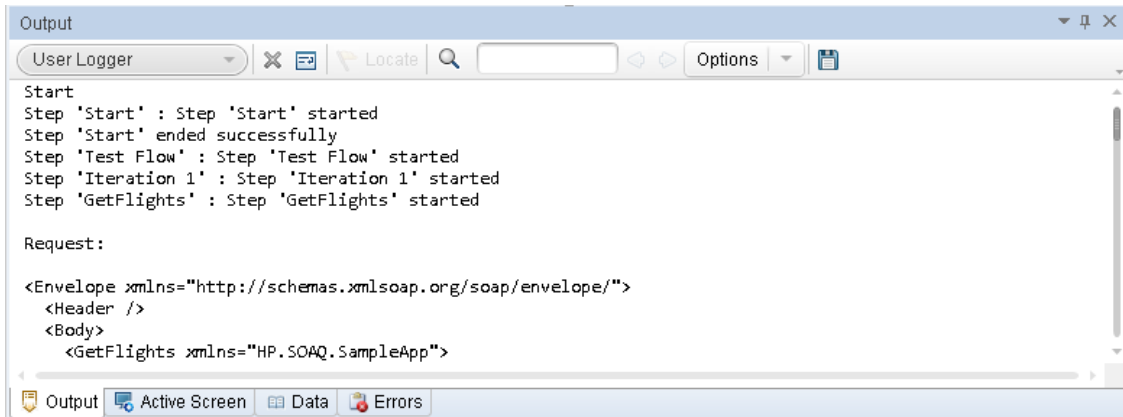 Output
User Logger Locate Options
Start
Step 'Start' : Step 'Start' started
Step 'Start' ended successfully
Step 'Test Flow' : Step 'Test Flow' started
Step 'Iteration 1' : Step 'Iteration 1' started
Step 'GetFlights' : Step 'GetFlights' started
Request:
<Envelope xmlns="http://schemas.xmlsoap.org/soap/envelope/">
<Header />
<Body>
<GetFlights xmlns="HP.SOAQ.SampleApp">
Output Active Screen Data Errors